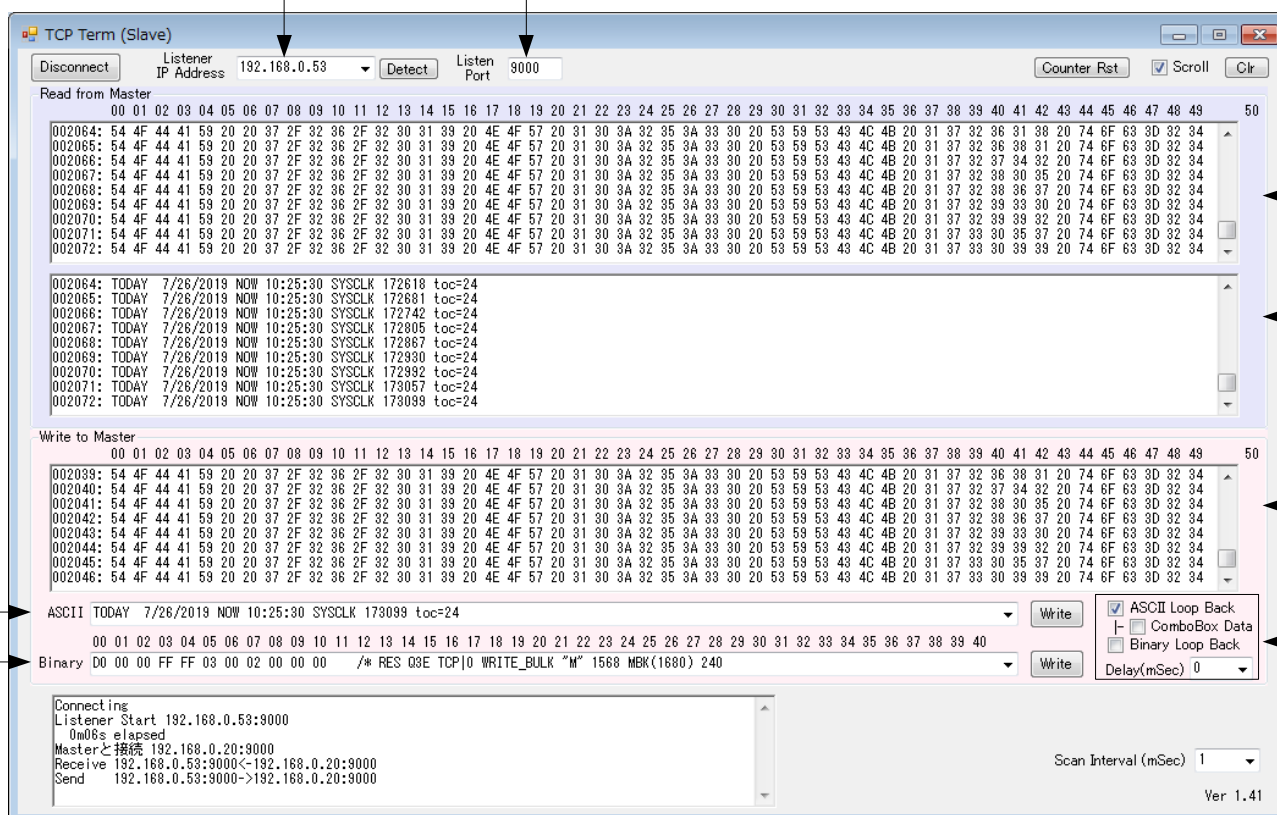 TCP Term (Slave)
Disconnect Listener IP Address 192.168.0.53 Detect Listen Port 9000 Counter Rst Scroll Clr
Read from Master
00 01 02 03 04 05 06 07 08 09 10 11 12 13 14 15 16 17 18 19 20 21 22 23 24 25 26 27 28 29 30 31 32 33 34 35 36 37 38 39 40 41 42 43 44 45 46 47 48 49 50
002064: 54 4F 44 41 59 20 20 37 2F 32 36 2F 32 30 31 39 20 4E 4F 57 20 31 30 3A 32 35 3A 33 30 20 53 59 53 43 4C 4B 20 31 37 32 36 31 38 20 74 6F 63 3D 32 34
002065: 54 4F 44 41 59 20 20 37 2F 32 36 2F 32 30 31 39 20 4E 4F 57 20 31 30 3A 32 35 3A 33 30 20 53 59 53 43 4C 4B 20 31 37 32 36 38 31 20 74 6F 63 3D 32 34
002066: 54 4F 44 41 59 20 20 37 2F 32 36 2F 32 30 31 39 20 4E 4F 57 20 31 30 3A 32 35 3A 33 30 20 53 59 53 43 4C 4B 20 31 37 32 37 34 32 20 74 6F 63 3D 32 34
002067: 54 4F 44 41 59 20 20 37 2F 32 36 2F 32 30 31 39 20 4E 4F 57 20 31 30 3A 32 35 3A 33 30 20 53 59 53 43 4C 4B 20 31 37 32 38 30 35 20 74 6F 63 3D 32 34
002068: 54 4F 44 41 59 20 20 37 2F 32 36 2F 32 30 31 39 20 4E 4F 57 20 31 30 3A 32 35 3A 33 30 20 53 59 53 43 4C 4B 20 31 37 32 38 36 37 20 74 6F 63 3D 32 34
002069: 54 4F 44 41 59 20 20 37 2F 32 36 2F 32 30 31 39 20 4E 4F 57 20 31 30 3A 32 35 3A 33 30 20 53 59 53 43 4C 4B 20 31 37 32 39 33 30 20 74 6F 63 3D 32 34
002070: 54 4F 44 41 59 20 20 37 2F 32 36 2F 32 30 31 39 20 4E 4F 57 20 31 30 3A 32 35 3A 33 30 20 53 59 53 43 4C 4B 20 31 37 32 39 39 32 20 74 6F 63 3D 32 34
002071: 54 4F 44 41 59 20 20 37 2F 32 36 2F 32 30 31 39 20 4E 4F 57 20 31 30 3A 32 35 3A 33 30 20 53 59 53 43 4C 4B 20 31 37 33 30 35 37 20 74 6F 63 3D 32 34
002072: 54 4F 44 41 59 20 20 37 2F 32 36 2F 32 30 31 39 20 4E 4F 57 20 31 30 3A 32 35 3A 33 30 20 53 59 53 43 4C 4B 20 31 37 33 30 39 39 20 74 6F 63 3D 32 34
002064: TODAY  7/26/2019 NOW 10:25:30 SYSCLK 172618 toc=24
002065: TODAY  7/26/2019 NOW 10:25:30 SYSCLK 172681 toc=24
002066: TODAY  7/26/2019 NOW 10:25:30 SYSCLK 172742 toc=24
002067: TODAY  7/26/2019 NOW 10:25:30 SYSCLK 172805 toc=24
002068: TODAY  7/26/2019 NOW 10:25:30 SYSCLK 172867 toc=24
002069: TODAY  7/26/2019 NOW 10:25:30 SYSCLK 172930 toc=24
002070: TODAY  7/26/2019 NOW 10:25:30 SYSCLK 172992 toc=24
002071: TODAY  7/26/2019 NOW 10:25:30 SYSCLK 173057 toc=24
002072: TODAY  7/26/2019 NOW 10:25:30 SYSCLK 173099 toc=24
Write to Master
00 01 02 03 04 05 06 07 08 09 10 11 12 13 14 15 16 17 18 19 20 21 22 23 24 25 26 27 28 29 30 31 32 33 34 35 36 37 38 39 40 41 42 43 44 45 46 47 48 49 50
002039: 54 4F 44 41 59 20 20 37 2F 32 36 2F 32 30 31 39 20 4E 4F 57 20 31 30 3A 32 35 3A 33 30 20 53 59 53 43 4C 4B 20 31 37 32 36 38 31 20 74 6F 63 3D 32 34
002040: 54 4F 44 41 59 20 20 37 2F 32 36 2F 32 30 31 39 20 4E 4F 57 20 31 30 3A 32 35 3A 33 30 20 53 59 53 43 4C 4B 20 31 37 32 37 34 32 20 74 6F 63 3D 32 34
002041: 54 4F 44 41 59 20 20 37 2F 32 36 2F 32 30 31 39 20 4E 4F 57 20 31 30 3A 32 35 3A 33 30 20 53 59 53 43 4C 4B 20 31 37 32 38 30 35 20 74 6F 63 3D 32 34
002042: 54 4F 44 41 59 20 20 37 2F 32 36 2F 32 30 31 39 20 4E 4F 57 20 31 30 3A 32 35 3A 33 30 20 53 59 53 43 4C 4B 20 31 37 32 38 36 37 20 74 6F 63 3D 32 34
002043: 54 4F 44 41 59 20 20 37 2F 32 36 2F 32 30 31 39 20 4E 4F 57 20 31 30 3A 32 35 3A 33 30 20 53 59 53 43 4C 4B 20 31 37 32 39 33 30 20 74 6F 63 3D 32 34
002044: 54 4F 44 41 59 20 20 37 2F 32 36 2F 32 30 31 39 20 4E 4F 57 20 31 30 3A 32 35 3A 33 30 20 53 59 53 43 4C 4B 20 31 37 32 39 39 32 20 74 6F 63 3D 32 34
002045: 54 4F 44 41 59 20 20 37 2F 32 36 2F 32 30 31 39 20 4E 4F 57 20 31 30 3A 32 35 3A 33 30 20 53 59 53 43 4C 4B 20 31 37 33 30 35 37 20 74 6F 63 3D 32 34
002046: 54 4F 44 41 59 20 20 37 2F 32 36 2F 32 30 31 39 20 4E 4F 57 20 31 30 3A 32 35 3A 33 30 20 53 59 53 43 4C 4B 20 31 37 33 30 39 39 20 74 6F 63 3D 32 34
ASCII TODAY  7/26/2019 NOW 10:25:30 SYSCLK 173099 toc=24 Write
00 01 02 03 04 05 06 07 08 09 10 11 12 13 14 15 16 17 18 19 20 21 22 23 24 25 26 27 28 29 30 31 32 33 34 35 36 37 38 39 40
Binary D0 00 00 FF FF 03 00 02 00 00 00    /* RES Q3E TCP|0 WRITE_BULK "M" 1568 MBK(1680) 240 Write
ASCII Loop Back
├ ComboBox Data
Binary Loop Back
Delay(mSec) 0
Connecting
Listener Start 192.168.0.53:9000
0m06s elapsed
Masterと接続 192.168.0.20:9000
Receive 192.168.0.53:9000<-192.168.0.20:9000
Send    192.168.0.53:9000->192.168.0.20:9000
Scan Interval (mSec) 1
Ver 1.41